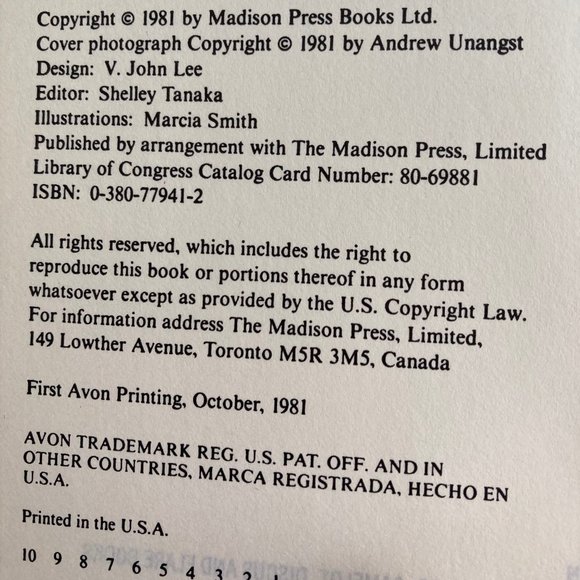 Copyright © 1981 by Madison Press Books Ltd.
Cover photograph Copyright © 1981 by Andrew Unangst
Design: V. John Lee
Editor: Shelley Tanaka
Illustrations: Marcia Smith
Published by arrangement with The Madison Press, Limited
Library of Congress Catalog Card Number: 80-69881
ISBN: 0-380-77941-2
All rights reserved, which includes the right to
reproduce this book or portions thereof in any form
whatsoever except as provided by the U.S. Copyright Law.
For information address The Madison Press, Limited,
149 Lowther Avenue, Toronto M5R 3M5, Canada
First Avon Printing, October, 1981
AVON TRADEMARK REG. U.S. PAT. OFF. AND IN
OTHER COUNTRIES, MARCA REGISTRADA, HECHO EN
U.S.A.
Printed in the U.S.A.
10 9 8 7 6 5 4 3 2 1